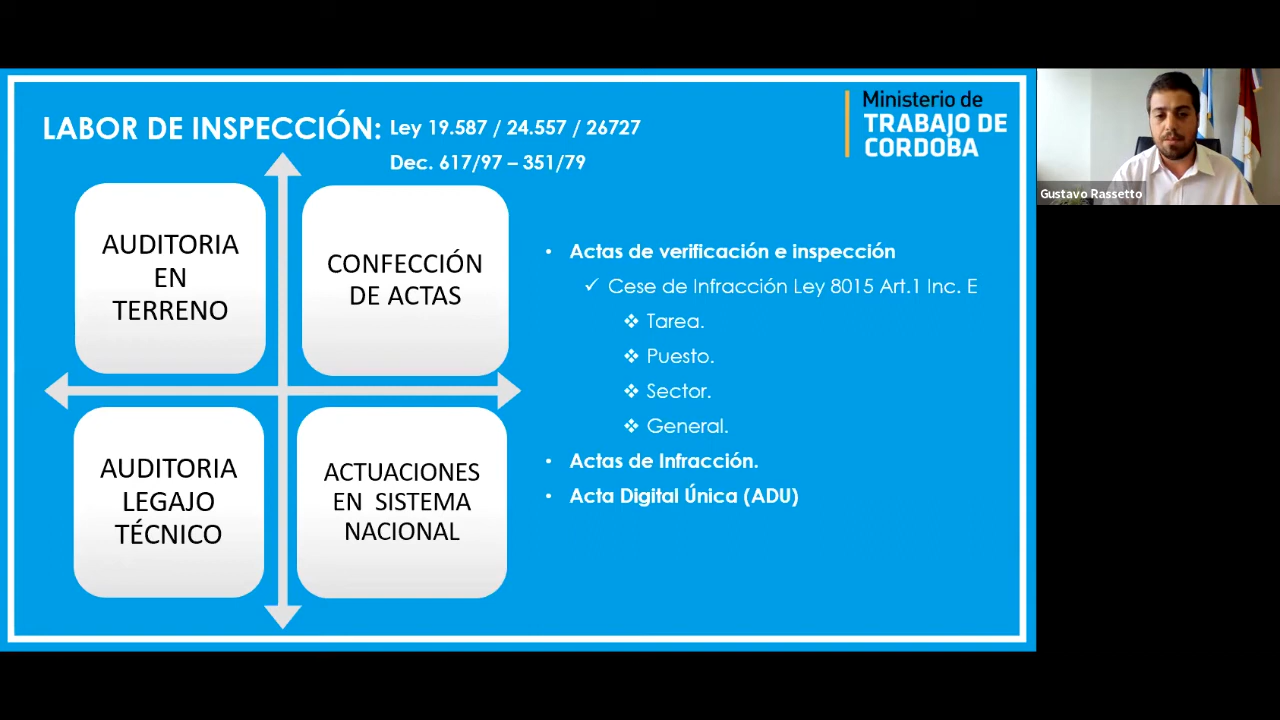 LABOR DE INSPECCIÓN: Ley 19.587 / 24.557 / 26727
Dec. 617/97 – 351/79
Ministerio de
TRABAJO DE
CORDOBA
Gustavo Rassetto
AUDITORIA
EN
TERRENO
CONFECCIÓN
DE ACTAS
AUDITORIA
LEGAJO
TÉCNICO
ACTUACIONES
EN SISTEMA
NACIONAL
• Actas de verificación e inspección
✓ Cese de Infracción Ley 8015 Art.1 Inc. E
❖ Tarea.
❖ Puesto.
❖ Sector.
❖ General.
• Actas de Infracción.
• Acta Digital Única (ADU)